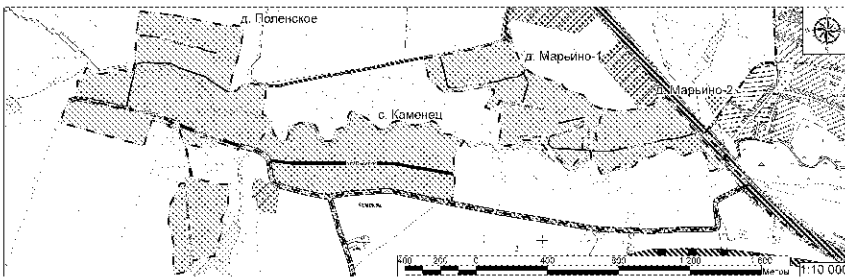 д. Поленское
д. Марьино-1
д. Марьино-2
с. Каменец
400 200 0 400 800 1 200 1 600
Метры
1:10 000